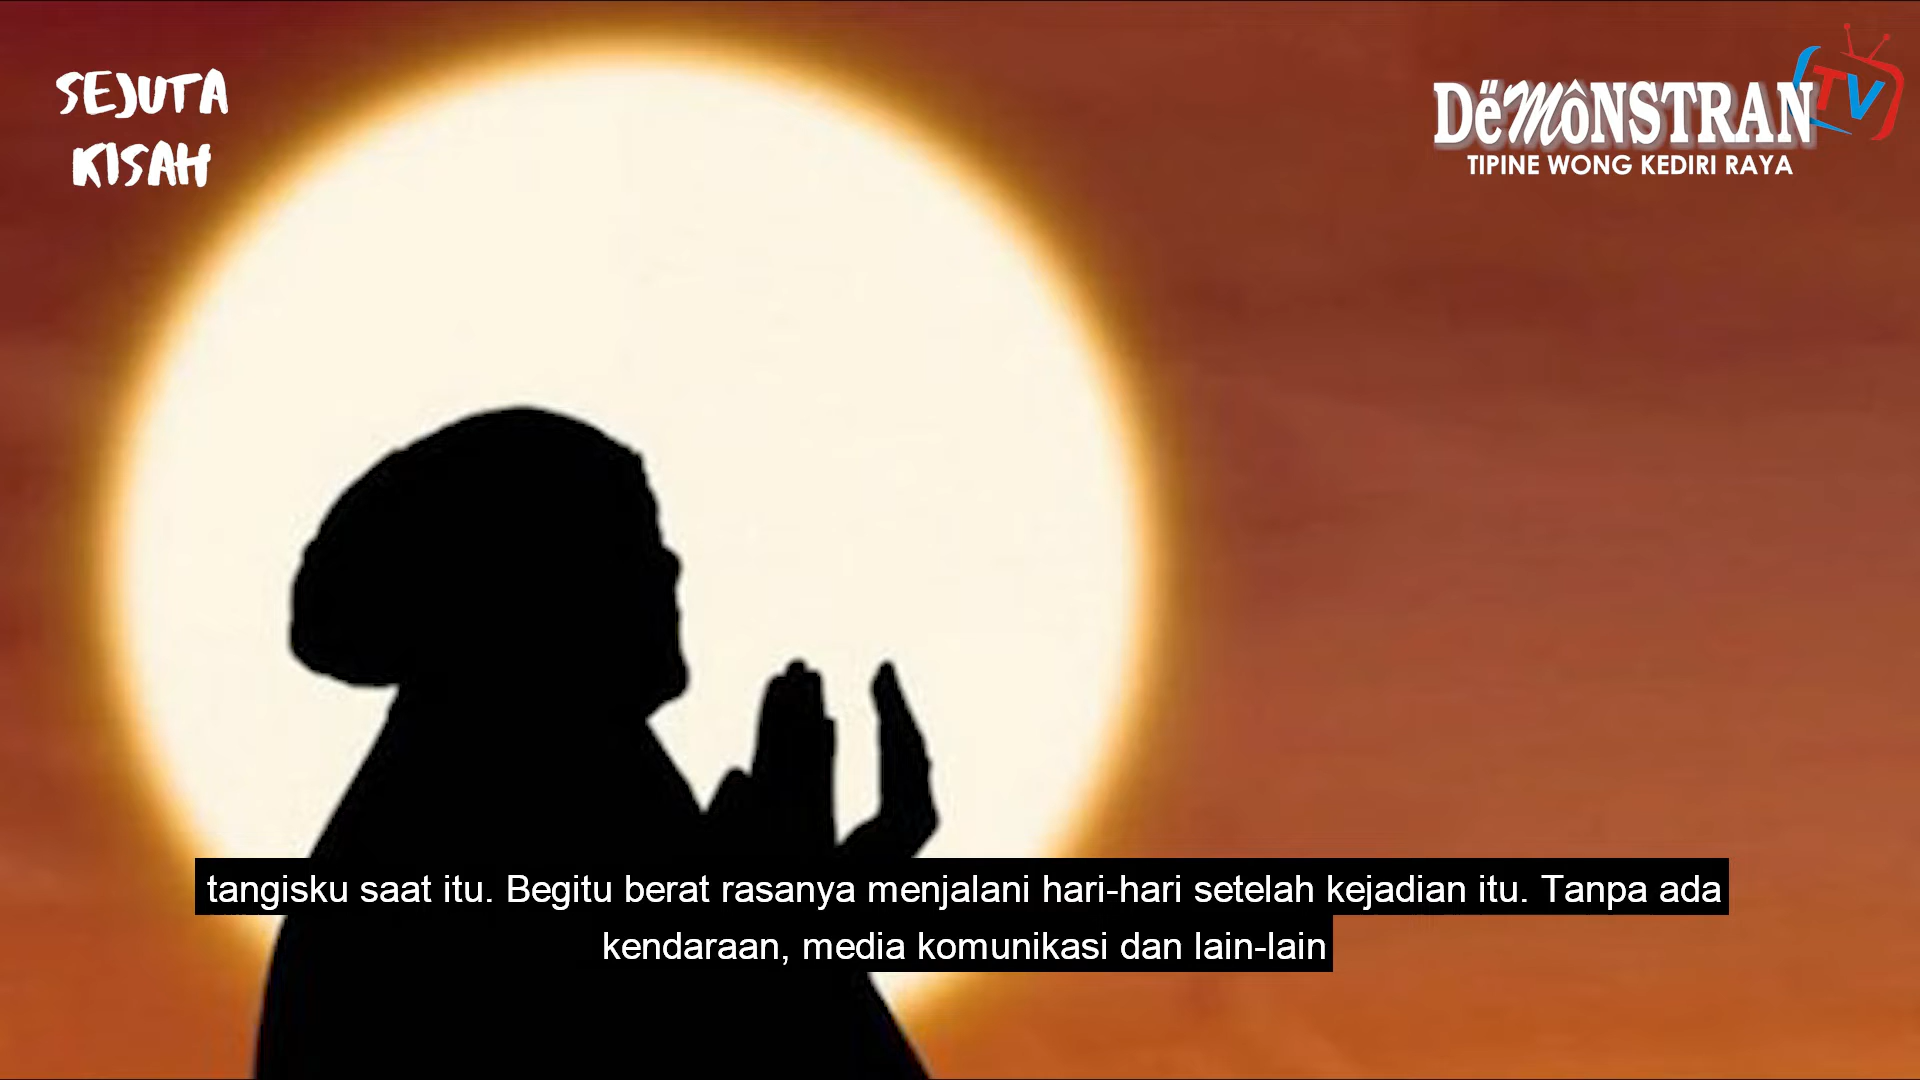 SEJUTA
KISAH
DëmôNSTRAN TV
TIPINE WONG KEDIRI RAYA
tangisku saat itu. Begitu berat rasanya menjalani hari-hari setelah kejadian itu. Tanpa ada
kendaraan, media komunikasi dan lain-lain